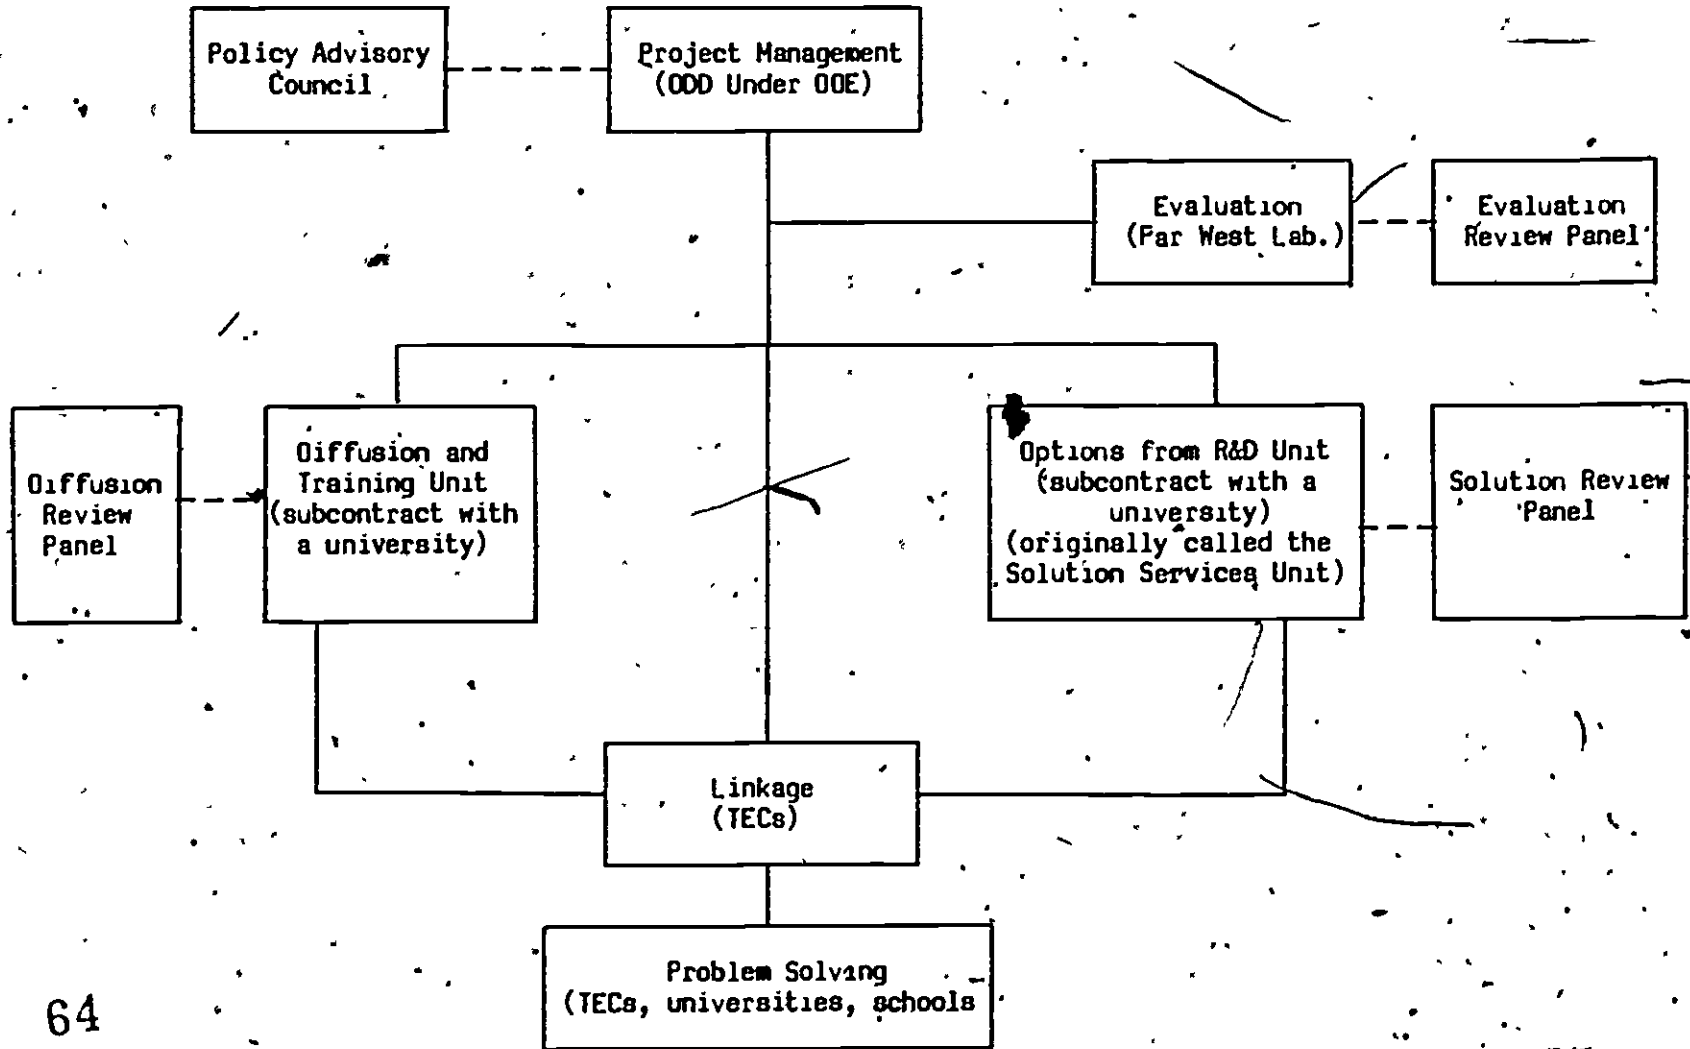 Policy Advisory
Council
Project Management
(ODD Under OOE)
Evaluation
(Far West Lab.)
Evaluation
Review Panel
Diffusion
Review
Panel
Diffusion and
Training Unit
(subcontract with
a university)
Options from R&D Unit
(subcontract with a
university)
(originally called the
Solution Services Unit)
Solution Review
Panel
Linkage
(TECs)
Problem Solving
(TECs, universities, schools
64